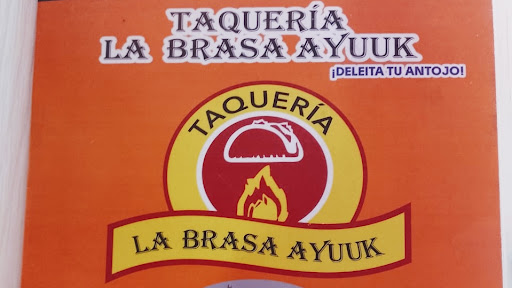 TAQUERÍA
LA BRASA AYUUK
¡DELEITA TU ANTOJO!
TAQUERÍA
LA BRASA AYUUK